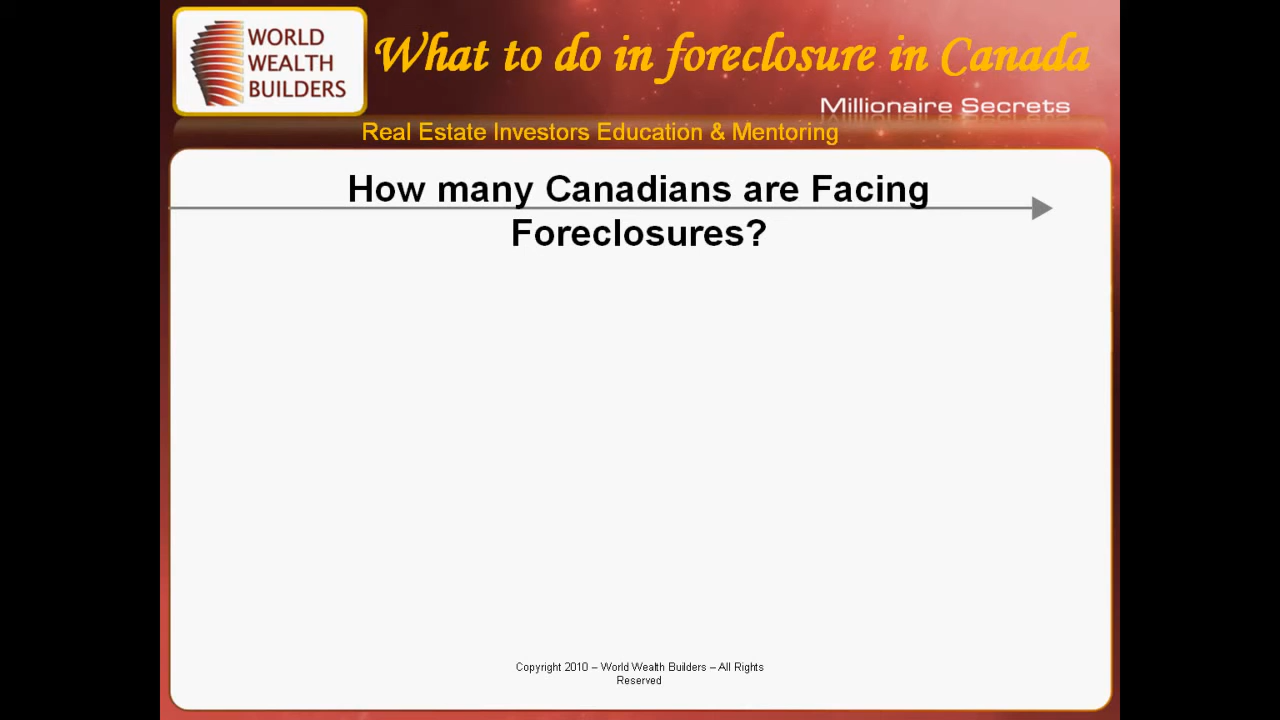 WORLD
WEALTH
BUILDERS
What to do in foreclosure in Canada
Millionaire Secrets
Real Estate Investors Education & Mentoring
How many Canadians are Facing
Foreclosures?
Copyright 2010 – World Wealth Builders – All Rights
Reserved